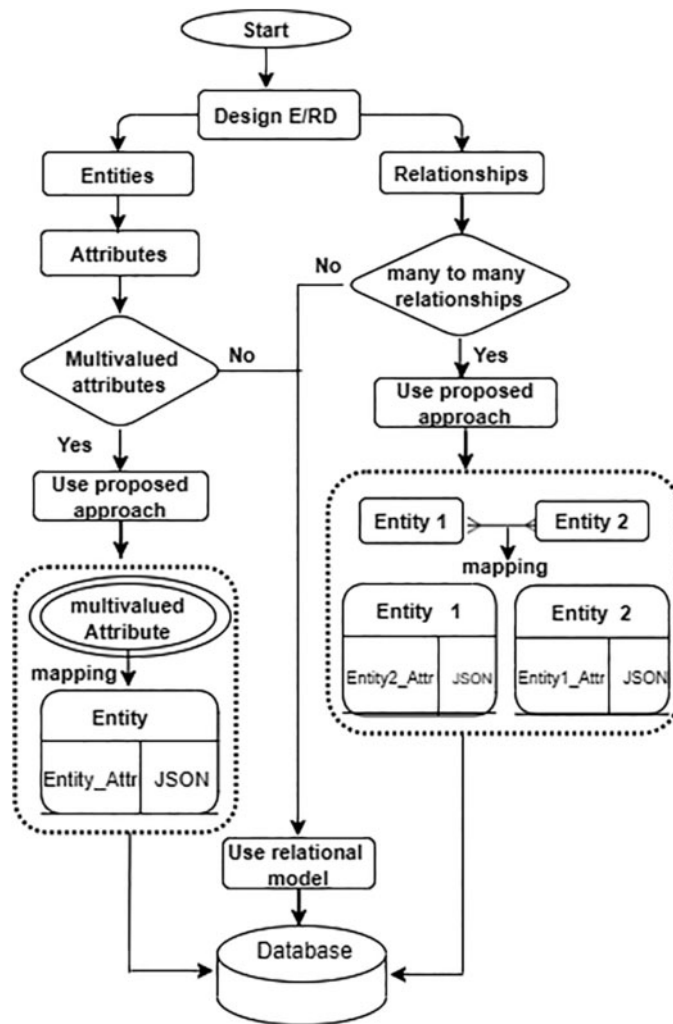 Start
Design E/RD
Entities
Relationships
Attributes
No
many to many
relationships
Multivalued
attributes
No
Yes
Use proposed
approach
Yes
Use proposed
approach
Entity 1
Entity 2
mapping
multivalued
Attribute
Entity 1
Entity 2
mapping
Entity2_Attr
JSON
Entity1_Attr
JSON
Entity
Entity_Attr
JSON
Use relational
model
Database